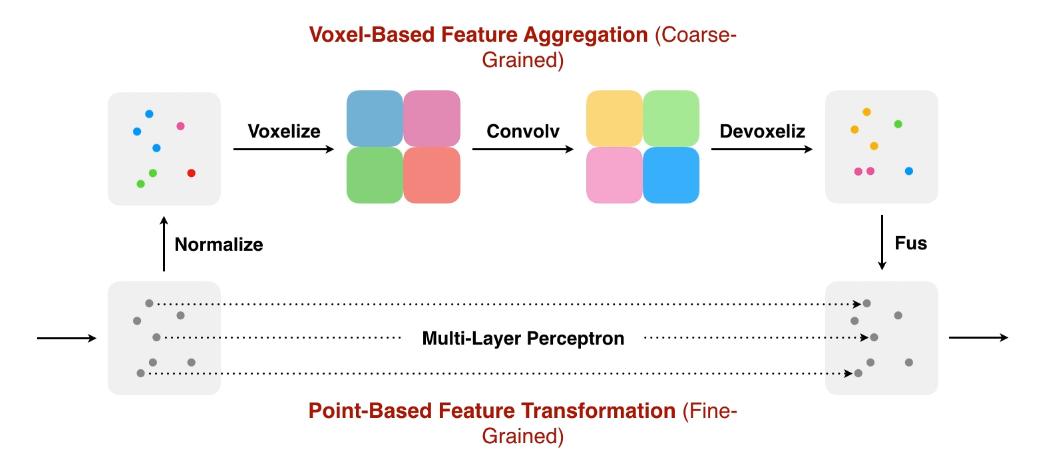 Voxel-Based Feature Aggregation (Coarse-
Grained)
Voxelize
Convolv
Devoxeliz
Normalize
Fus
Multi-Layer Perceptron
Point-Based Feature Transformation (Fine-
Grained)